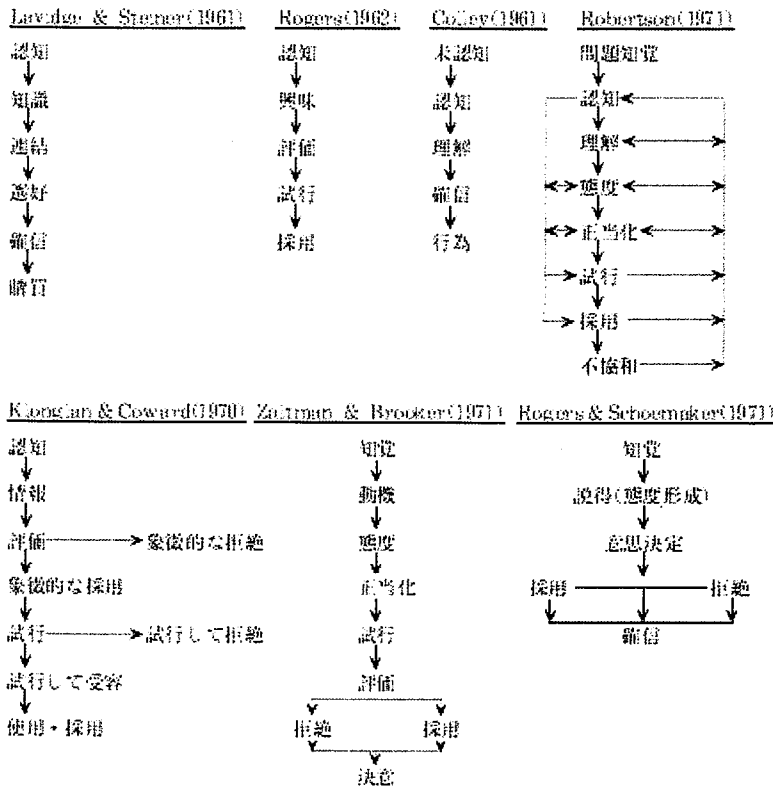 Lavidge & Steiner(1961)
認知
知識
連結
選好
確信
購買
Rogers(1962)
認知
興味
評価
試行
採用
Colley(1961)
未認知
認知
理解
確信
行為
Robertson(1971)
問題知覚
認知
理解
態度
正当化
試行
採用
不協和
Klonglan & Coward(1970)
認知
情報
評価 象徴的な拒絶
象徴的な採用
試行 試行して拒絶
試行して受容
使用・採用
Zaltman & Brooker(1971)
知覚
動機
態度
正当化
試行
評価
拒絶 採用
決意
Rogers & Schoemaker(1971)
知覚
説得(態度形成)
意思決定
採用 拒絶
確信